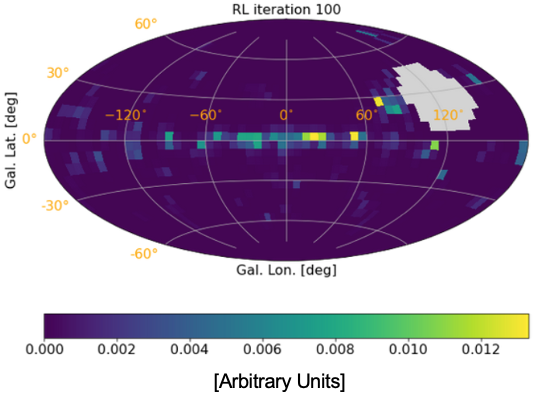 RL iteration 100
60°
30°
−120° −60° 0° 60° 120°
0°
-30°
-60°
Gal. Lat. [deg]
Gal. Lon. [deg]
0.000 0.002 0.004 0.006 0.008 0.010 0.012
[Arbitrary Units]